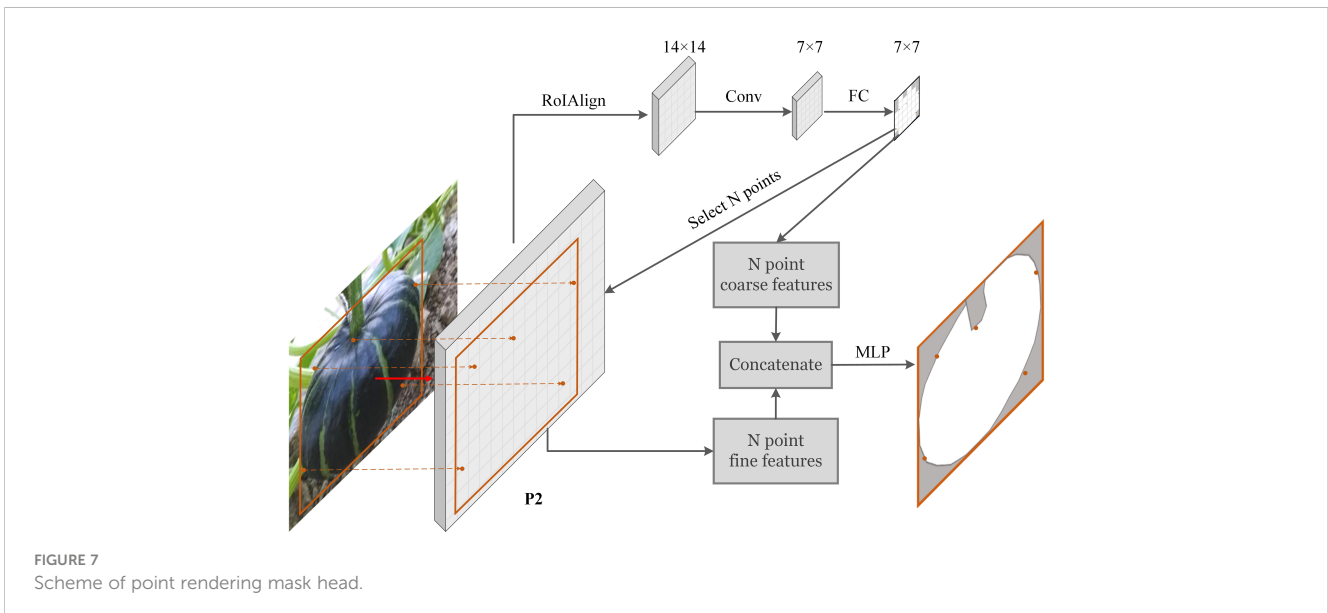 14×14
7×7
7×7
RoIAlign
Conv
FC
Select N points
N point
coarse features
Concatenate
MLP
N point
fine features
P2
FIGURE 7
Scheme of point rendering mask head.